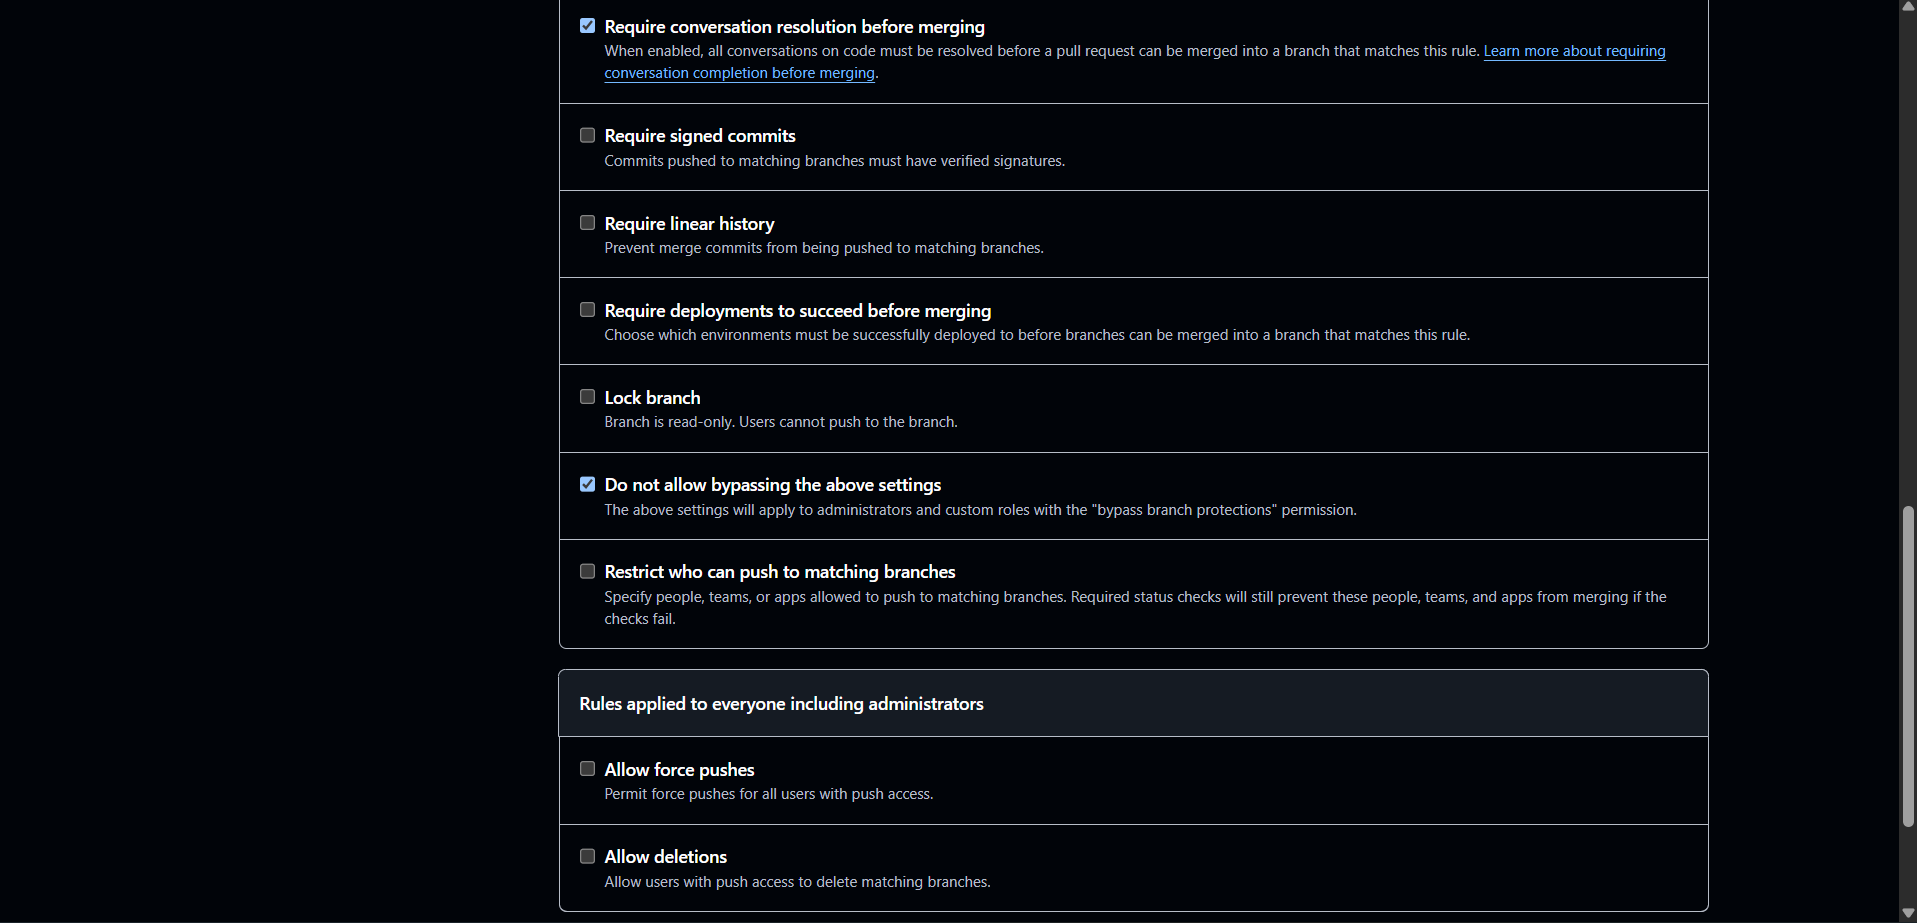 Require conversation resolution before merging
When enabled, all conversations on code must be resolved before a pull request can be merged into a branch that matches this rule. Learn more about requiring
conversation completion before merging.
Require signed commits
Commits pushed to matching branches must have verified signatures.
Require linear history
Prevent merge commits from being pushed to matching branches.
Require deployments to succeed before merging
Choose which environments must be successfully deployed to before branches can be merged into a branch that matches this rule.
Lock branch
Branch is read-only. Users cannot push to the branch.
Do not allow bypassing the above settings
The above settings will apply to administrators and custom roles with the "bypass branch protections" permission.
Restrict who can push to matching branches
Specify people, teams, or apps allowed to push to matching branches. Required status checks will still prevent these people, teams, and apps from merging if the
checks fail.
Rules applied to everyone including administrators
Allow force pushes
Permit force pushes for all users with push access.
Allow deletions
Allow users with push access to delete matching branches.